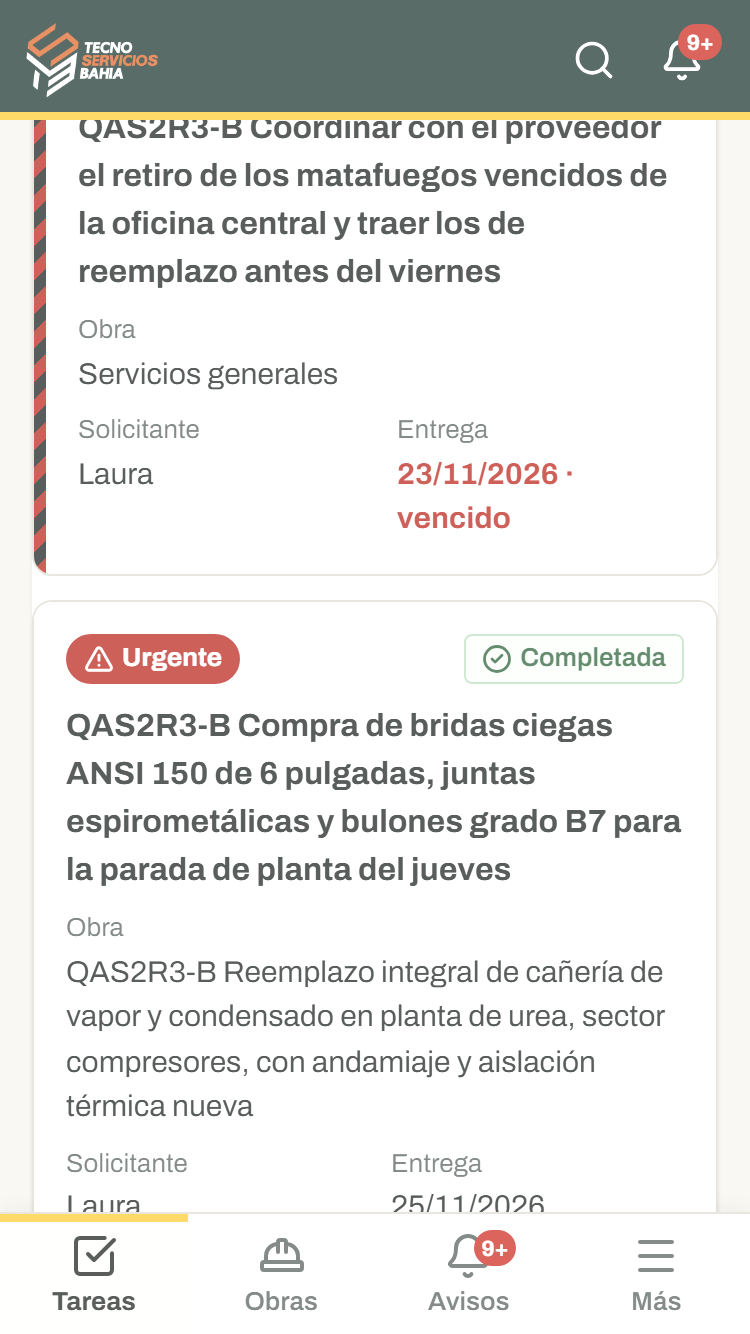 TECNO
SERVICIOS
BAHIA
9+
QAS2R3-B Coordinar con el proveedor
el retiro de los matafuegos vencidos de
la oficina central y traer los de
reemplazo antes del viernes
Obra
Servicios generales
Solicitante
Entrega
Laura
23/11/2026 ·
vencido
Urgente
Completada
QAS2R3-B Compra de bridas ciegas
ANSI 150 de 6 pulgadas, juntas
espirometálicas y bulones grado B7 para
la parada de planta del jueves
Obra
QAS2R3-B Reemplazo integral de cañería de
vapor y condensado en planta de urea, sector
compresores, con andamiaje y aislación
térmica nueva
Solicitante
Entrega
Laura
25/11/2026
9+
Tareas
Obras
Avisos
Más